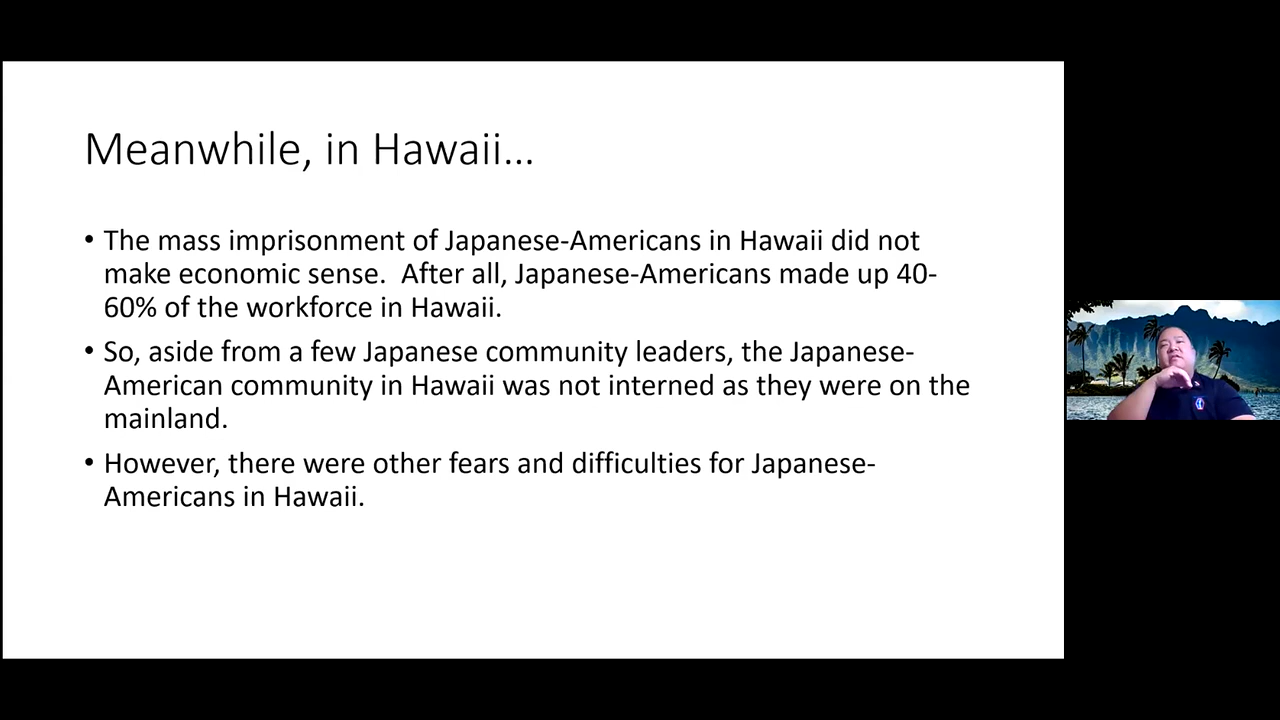 Meanwhile, in Hawaii...
• The mass imprisonment of Japanese-Americans in Hawaii did not
make economic sense.  After all, Japanese-Americans made up 40-
60% of the workforce in Hawaii.
• So, aside from a few Japanese community leaders, the Japanese-
American community in Hawaii was not interned as they were on the
mainland.
• However, there were other fears and difficulties for Japanese-
Americans in Hawaii.